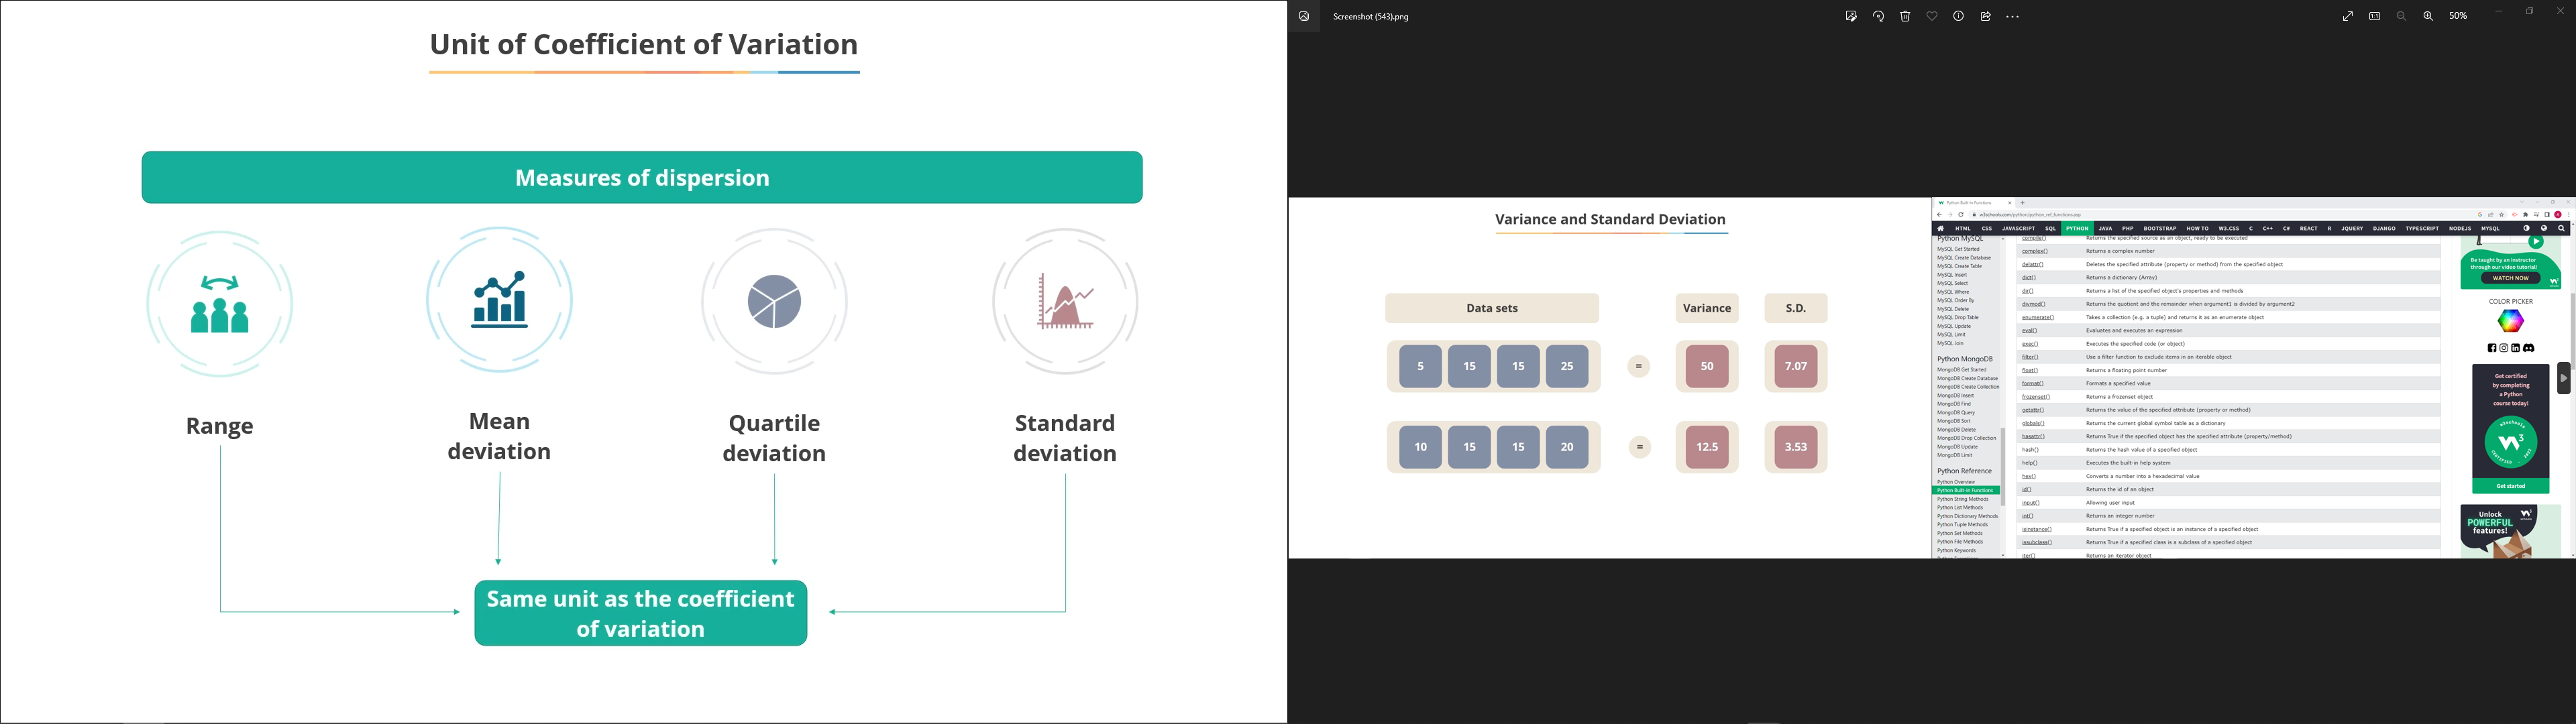 Unit of Coefficient of Variation
Measures of dispersion
Range
Mean
deviation
Quartile
deviation
Standard
deviation
Same unit as the coefficient
of variation
Screenshot (543).png
50%
Variance and Standard Deviation
Data sets Variance S.D.
5 15 15 25 = 50 7.07
10 15 15 20 = 12.5 3.53
Python Built-in Functions
w3schools.com/python/python_ref_functions.asp
HTML CSS JAVASCRIPT SQL PYTHON JAVA PHP BOOTSTRAP HOW TO W3.CSS C C++ C# REACT R JQUERY DJANGO TYPESCRIPT NODEJS MYSQL
Python MySQL
MySQL Get Started
MySQL Create Database
MySQL Create Table
MySQL Insert
MySQL Select
MySQL Where
MySQL Order By
MySQL Delete
MySQL Drop Table
MySQL Update
MySQL Limit
MySQL Join
Python MongoDB
MongoDB Get Started
MongoDB Create Database
MongoDB Create Collection
MongoDB Insert
MongoDB Find
MongoDB Query
MongoDB Sort
MongoDB Delete
MongoDB Drop Collection
MongoDB Update
MongoDB Limit
Python Reference
Python Overview
Python Built-in Functions
Python String Methods
Python List Methods
Python Dictionary Methods
Python Tuple Methods
Python Set Methods
Python File Methods
Python Keywords
compile() Returns the specified source as an object, ready to be executed
complex() Returns a complex number
delattr() Deletes the specified attribute (property or method) from the specified object
dict() Returns a dictionary (Array)
dir() Returns a list of the specified object's properties and methods
divmod() Returns the quotient and the remainder when argument1 is divided by argument2
enumerate() Takes a collection (e.g. a tuple) and returns it as an enumerate object
eval() Evaluates and executes an expression
exec() Executes the specified code (or object)
filter() Use a filter function to exclude items in an iterable object
float() Returns a floating point number
format() Formats a specified value
frozenset() Returns a frozenset object
getattr() Returns the value of the specified attribute (property or method)
globals() Returns the current global symbol table as a dictionary
hasattr() Returns True if the specified object has the specified attribute (property/method)
hash() Returns the hash value of a specified object
help() Executes the built-in help system
hex() Converts a number into a hexadecimal value
id() Returns the id of an object
input() Allowing user input
int() Returns an integer number
isinstance() Returns True if a specified object is an instance of a specified object
issubclass() Returns True if a specified class is a subclass of a specified object
iter() Returns an iterator object
Be taught by an instructor
through our video tutorial!
WATCH NOW
COLOR PICKER
Get certified
by completing
a Python
course today!
w3schools
CERTIFIED
Get started
Unlock
POWERFUL
features!